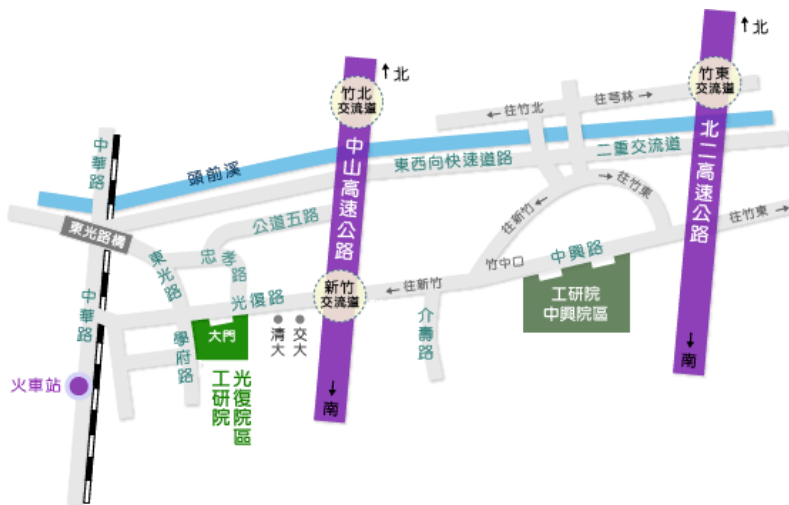 北
北
竹東
交流道
竹北
交流道
往芎林
往竹北
中華路
中山高速公路
北二高速公路
二重交流道
東西向快速道路
頭前溪
往竹東
往新竹
往竹東
公道五路
東光路橋
忠孝路
東光路
中興路
竹中口
新竹
交流道
往新竹
光復路
中華路
工研院
中興院區
介壽路
大門
清大
交大
學府路
火車站
光復院區
工研院
南
南